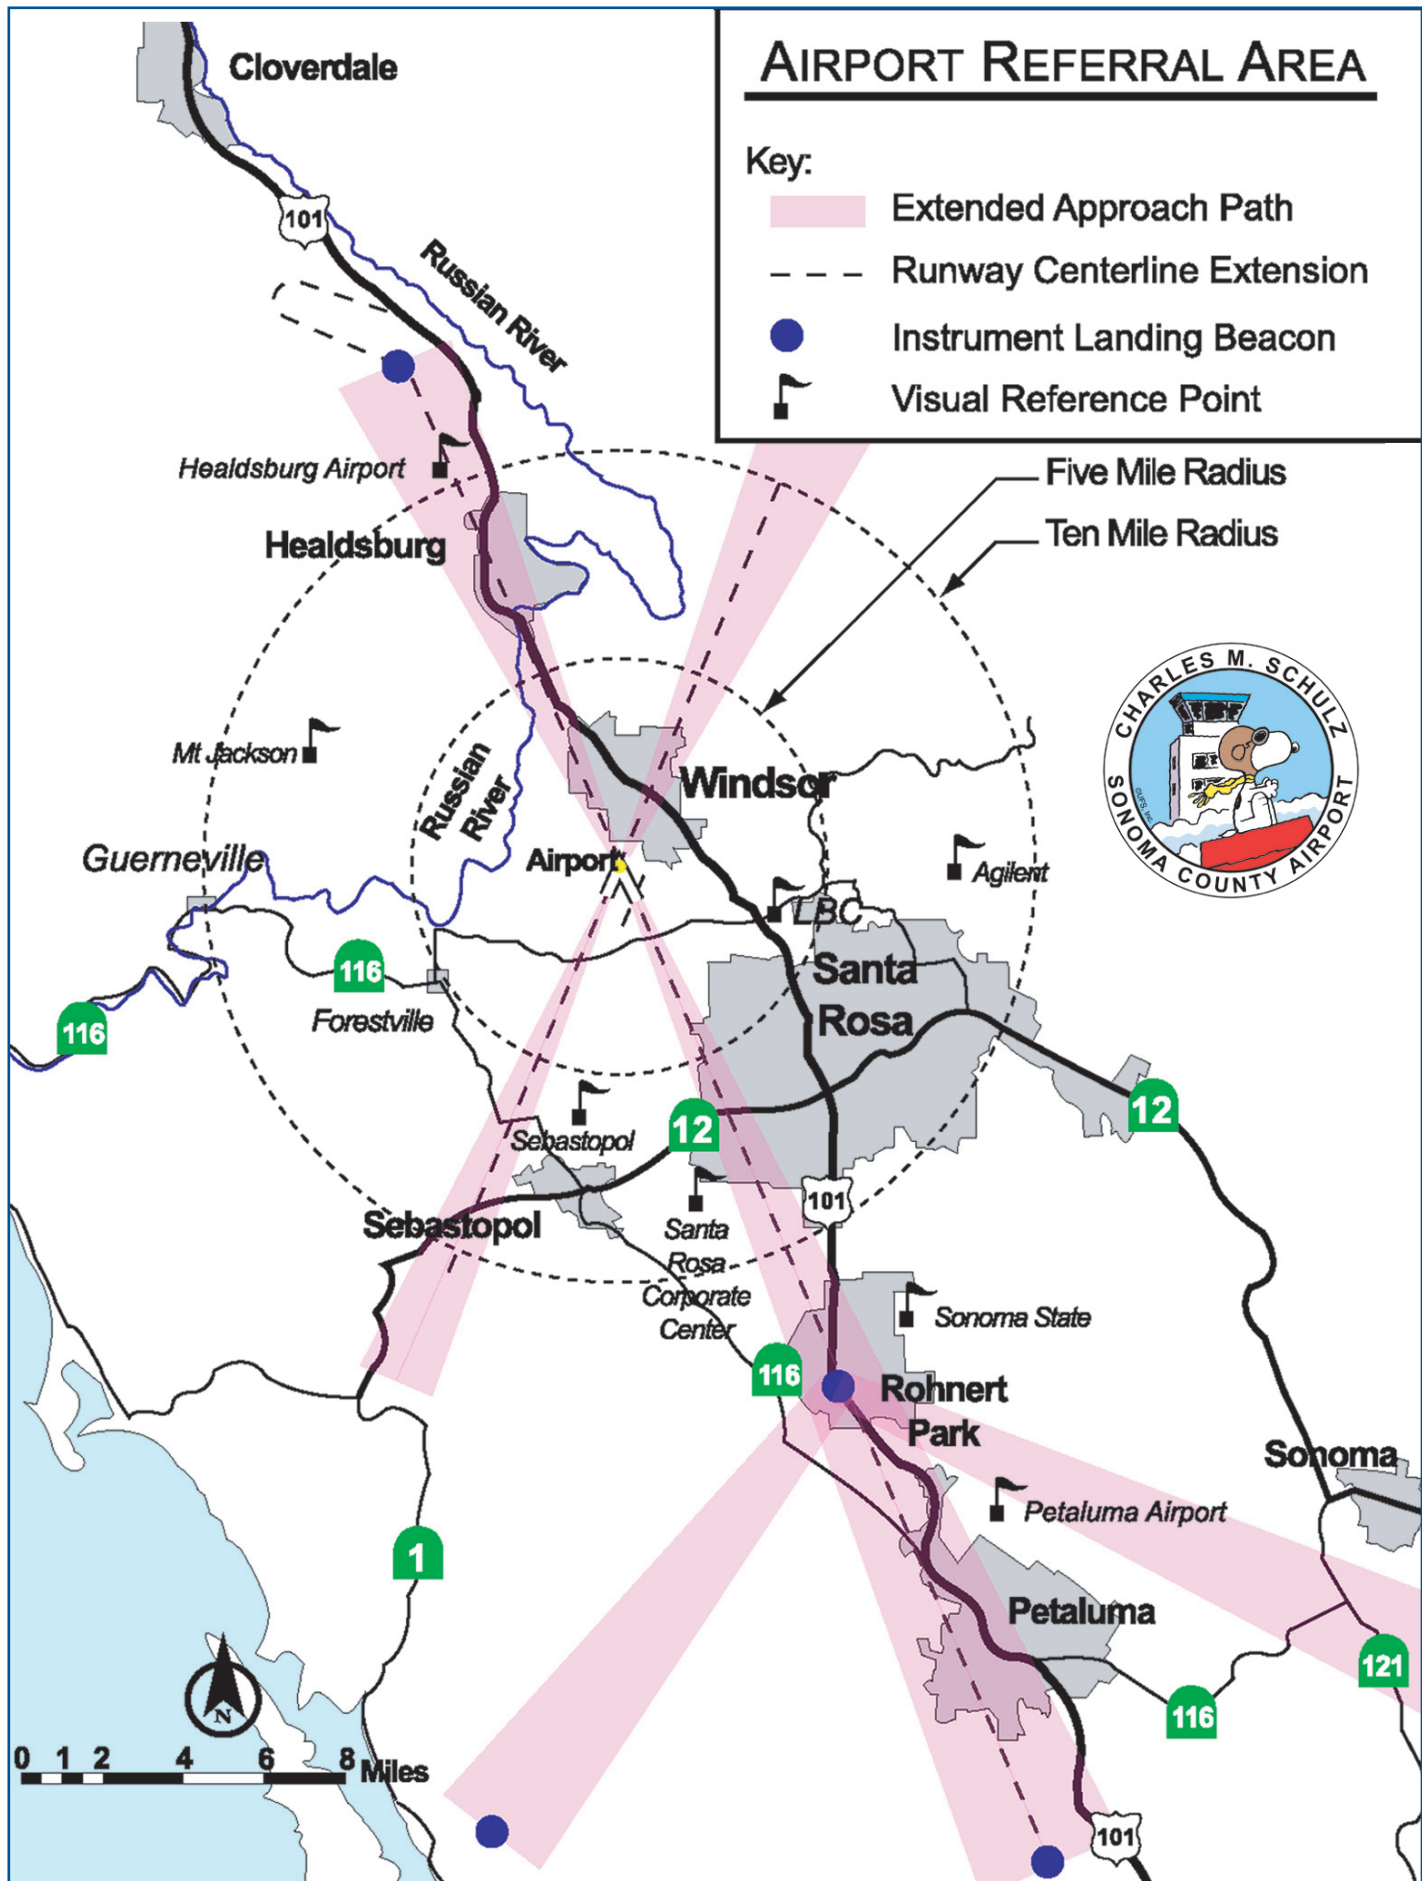 AIRPORT REFERRAL AREA
Key:
Extended Approach Path
Runway Centerline Extension
Instrument Landing Beacon
Visual Reference Point
Five Mile Radius
Ten Mile Radius
Cloverdale
101
Russian River
Healdsburg Airport
Healdsburg
Mt Jackson
Russian
River
Windsor
Guerneville
Airport
LBC
Agilent
CHARLES M. SCHULZ
SONOMA COUNTY AIRPORT
©UFS, Inc.
116
116
Forestville
Santa
Rosa
12
12
Sebastopol
Sebastopol
101
Santa
Rosa
Corporate
Center
Sonoma State
116
Rohnert
Park
Sonoma
Petaluma Airport
1
Petaluma
121
116
N
0 1 2 4 6 8 Miles
101